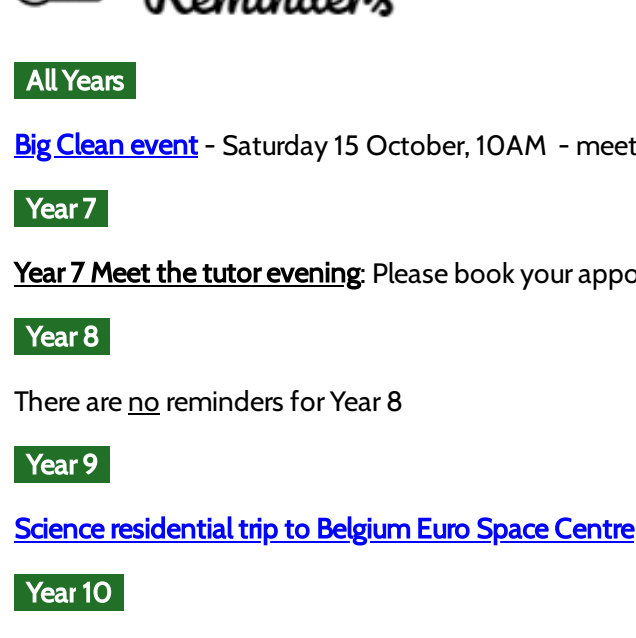 Reminders
All Years
Big Clean event - Saturday 15 October, 10AM - meet
Year 7
Year 7 Meet the tutor evening: Please book your appo
Year 8
There are no reminders for Year 8
Year 9
Science residential trip to Belgium Euro Space Centre
Year 10